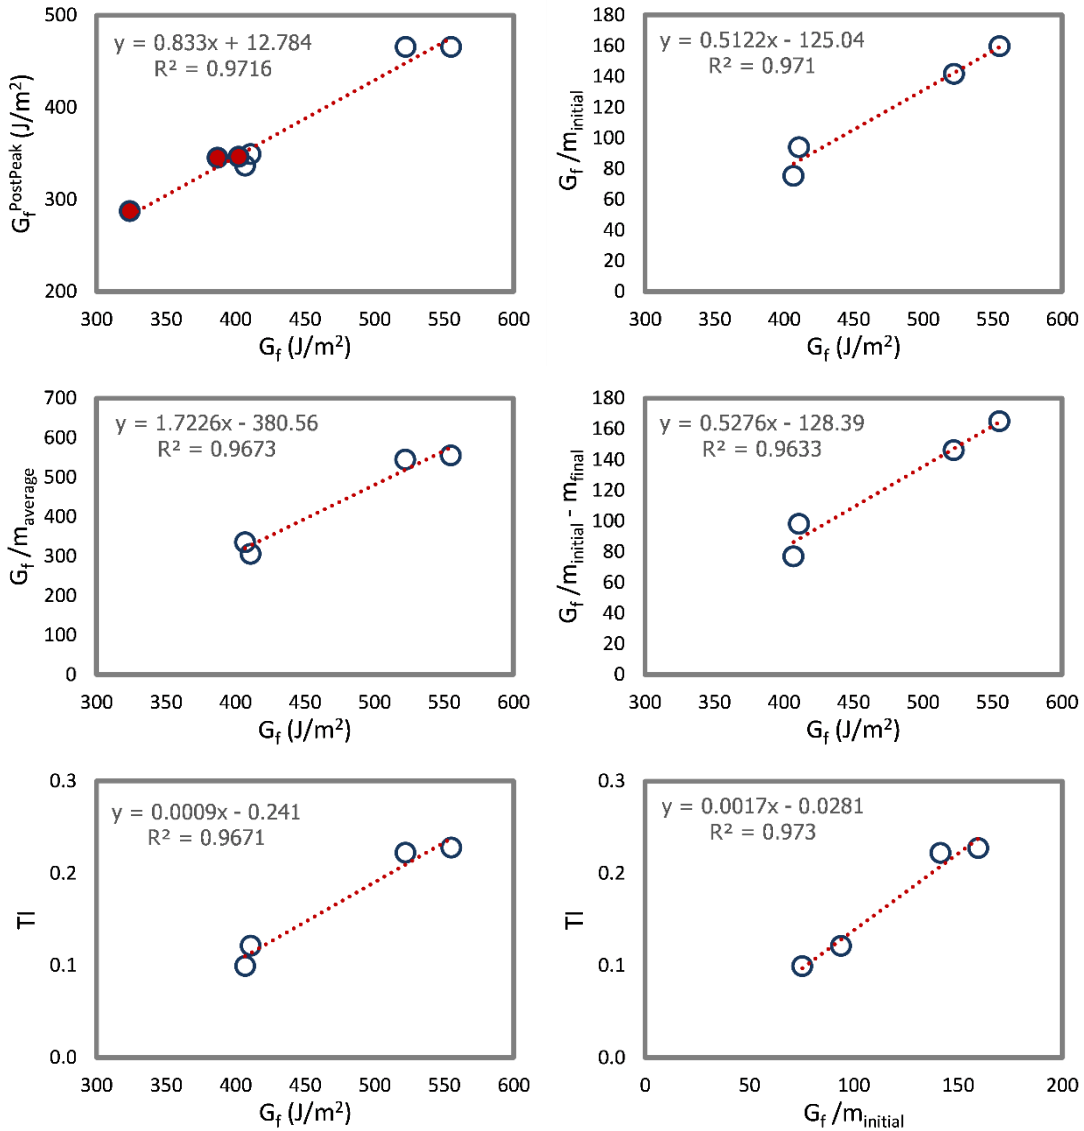 y = 0.833x + 12.784
R² = 0.9716
500
400
300
200
G_f^PostPeak (J/m²)
300 350 400 450 500 550 600
G_f (J/m²)
y = 0.5122x - 125.04
R² = 0.971
180
160
140
120
100
80
60
40
20
0
G_f /m_initial
300 350 400 450 500 550 600
G_f (J/m²)
y = 1.7226x - 380.56
R² = 0.9673
700
600
500
400
300
200
100
0
G_f /m_average
300 350 400 450 500 550 600
G_f (J/m²)
y = 0.5276x - 128.39
R² = 0.9633
180
160
140
120
100
80
60
40
20
0
G_f /m_initial - m_final
300 350 400 450 500 550 600
G_f (J/m²)
y = 0.0009x - 0.241
R² = 0.9671
0.3
0.2
0.1
0.0
TI
300 350 400 450 500 550 600
G_f (J/m²)
y = 0.0017x - 0.0281
R² = 0.973
0.3
0.2
0.1
0.0
TI
0 50 100 150 200
G_f /m_initial